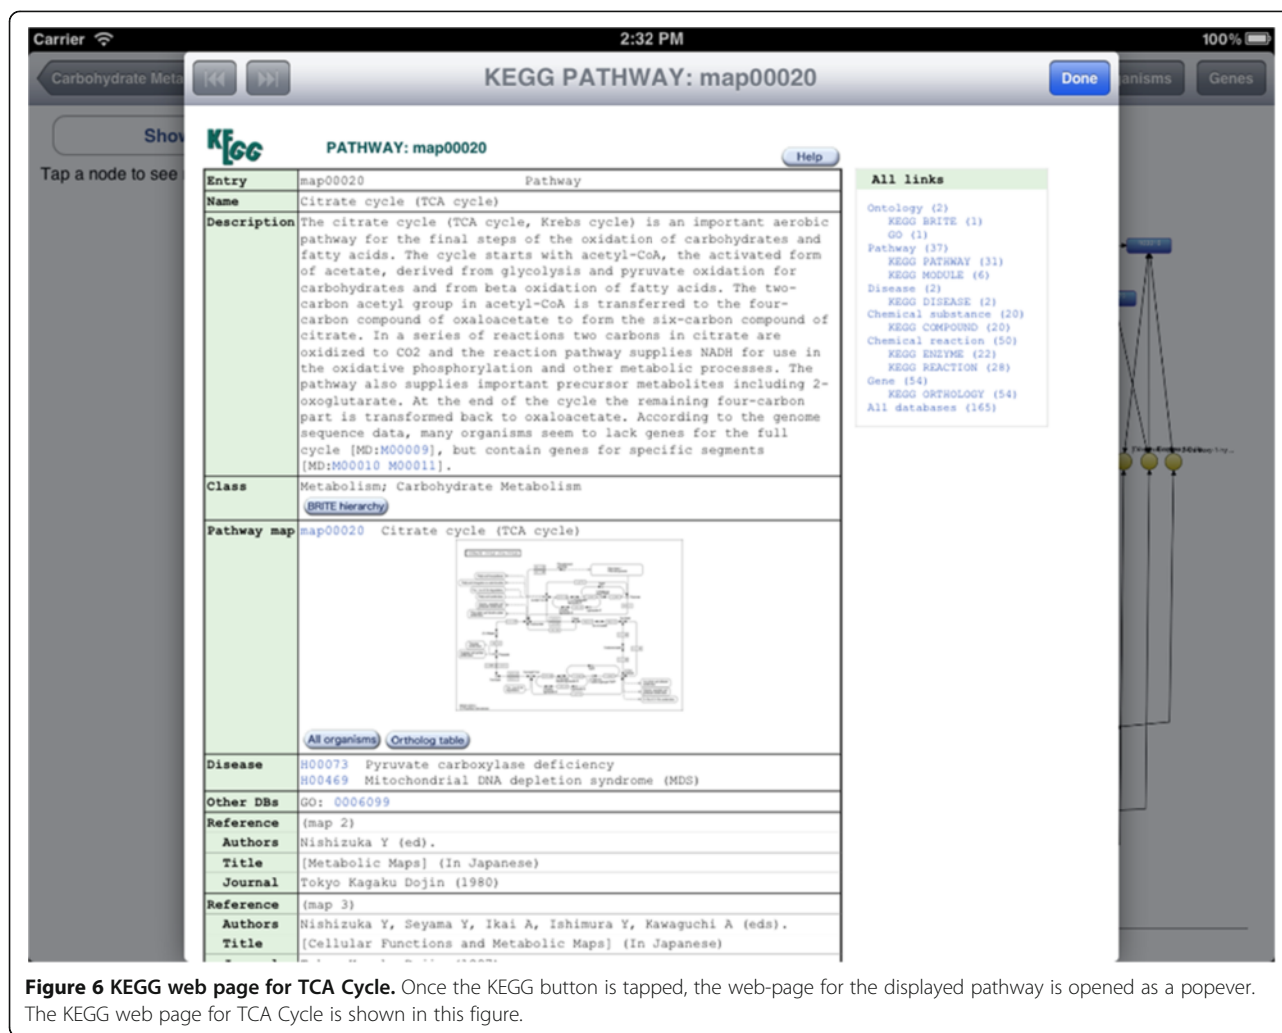 Carrier 2:32 PM 100%
Carbohydrate Meta KEGG PATHWAY: map00020 Done anisms Genes
Show
Tap a node to see
KEGG PATHWAY: map00020
Help
Entry map00020 Pathway
Name Citrate cycle (TCA cycle)
Description The citrate cycle (TCA cycle, Krebs cycle) is an important aerobic
pathway for the final steps of the oxidation of carbohydrates and
fatty acids. The cycle starts with acetyl-CoA, the activated form
of acetate, derived from glycolysis and pyruvate oxidation for
carbohydrates and from beta oxidation of fatty acids. The two-
carbon acetyl group in acetyl-CoA is transferred to the four-
carbon compound of oxaloacetate to form the six-carbon compound of
citrate. In a series of reactions two carbons in citrate are
oxidized to CO2 and the reaction pathway supplies NADH for use in
the oxidative phosphorylation and other metabolic processes. The
pathway also supplies important precursor metabolites including 2-
oxoglutarate. At the end of the cycle the remaining four-carbon
part is transformed back to oxaloacetate. According to the genome
sequence data, many organisms seem to lack genes for the full
cycle [MD:M00009], but contain genes for specific segments
[MD:M00010 M00011].
Class Metabolism; Carbohydrate Metabolism
BRITE hierarchy
Pathway map map00020 Citrate cycle (TCA cycle)
All organisms Ortholog table
Disease H00073 Pyruvate carboxylase deficiency
H00469 Mitochondrial DNA depletion syndrome (MDS)
Other DBs GO: 0006099
Reference (map 2)
Authors Nishizuka Y (ed).
Title [Metabolic Maps] (In Japanese)
Journal Tokyo Kagaku Dojin (1980)
Reference (map 3)
Authors Nishizuka Y, Seyama Y, Ikai A, Ishimura Y, Kawaguchi A (eds).
Title [Cellular Functions and Metabolic Maps] (In Japanese)
All links
Ontology (2)
KEGG BRITE (1)
GO (1)
Pathway (37)
KEGG PATHWAY (31)
KEGG MODULE (6)
Disease (2)
KEGG DISEASE (2)
Chemical substance (20)
KEGG COMPOUND (20)
Chemical reaction (50)
KEGG ENZYME (22)
KEGG REACTION (28)
Gene (54)
KEGG ORTHOLOGY (54)
All databases (165)
Figure 6 KEGG web page for TCA Cycle. Once the KEGG button is tapped, the web-page for the displayed pathway is opened as a popever.
The KEGG web page for TCA Cycle is shown in this figure.